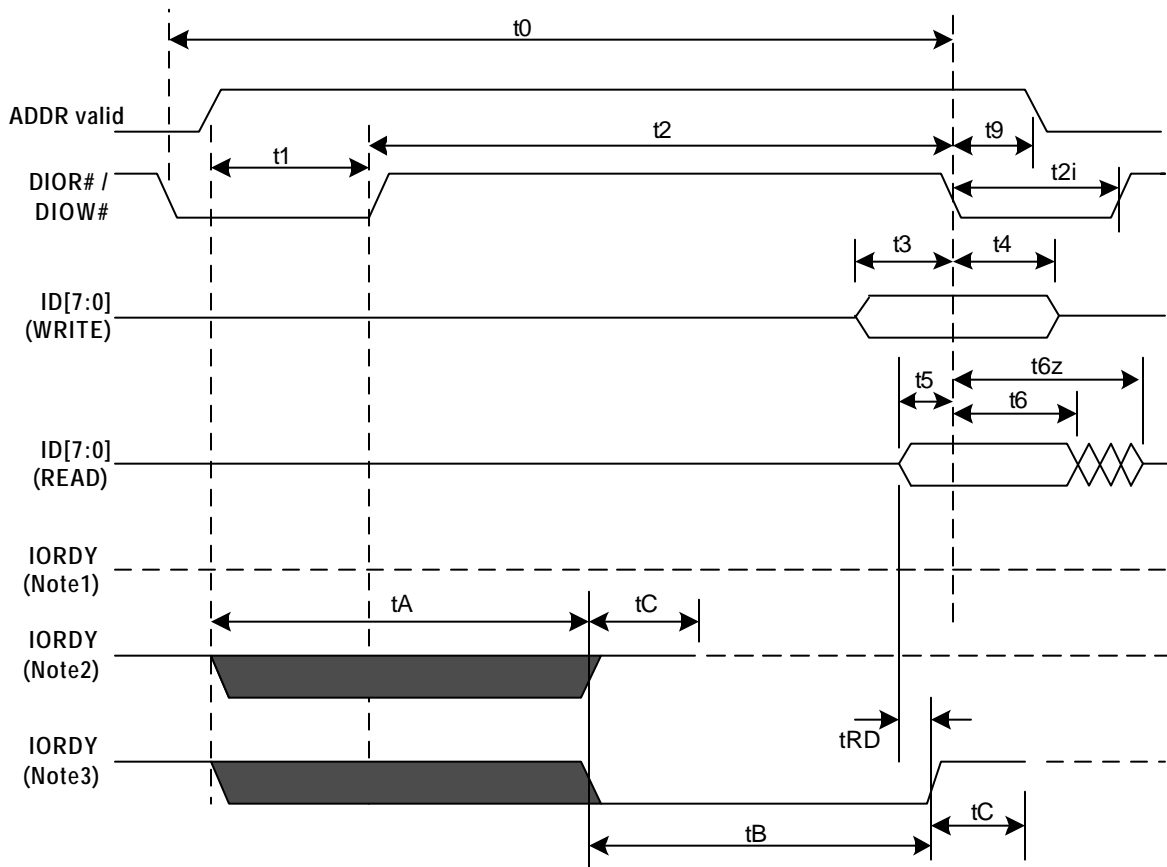 t0
ADDR valid
t1
t2
t9
DIOR# /
DIOW#
t2i
t3
t4
ID[7:0]
(WRITE)
t5
t6z
t6
ID[7:0]
(READ)
IORDY
(Note1)
tA
tC
IORDY
(Note2)
tRD
IORDY
(Note3)
tB
tC